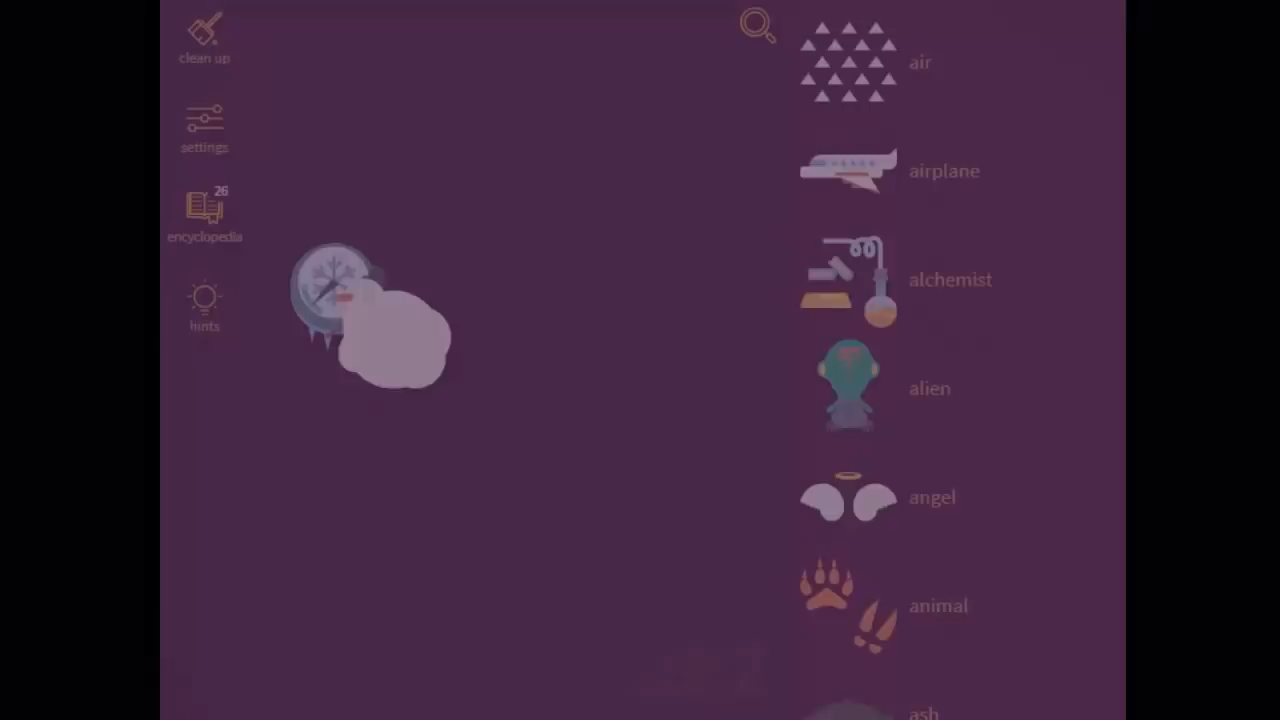 clean up
settings
26
encyclopedia
hints
air
airplane
alchemist
alien
angel
animal
ash